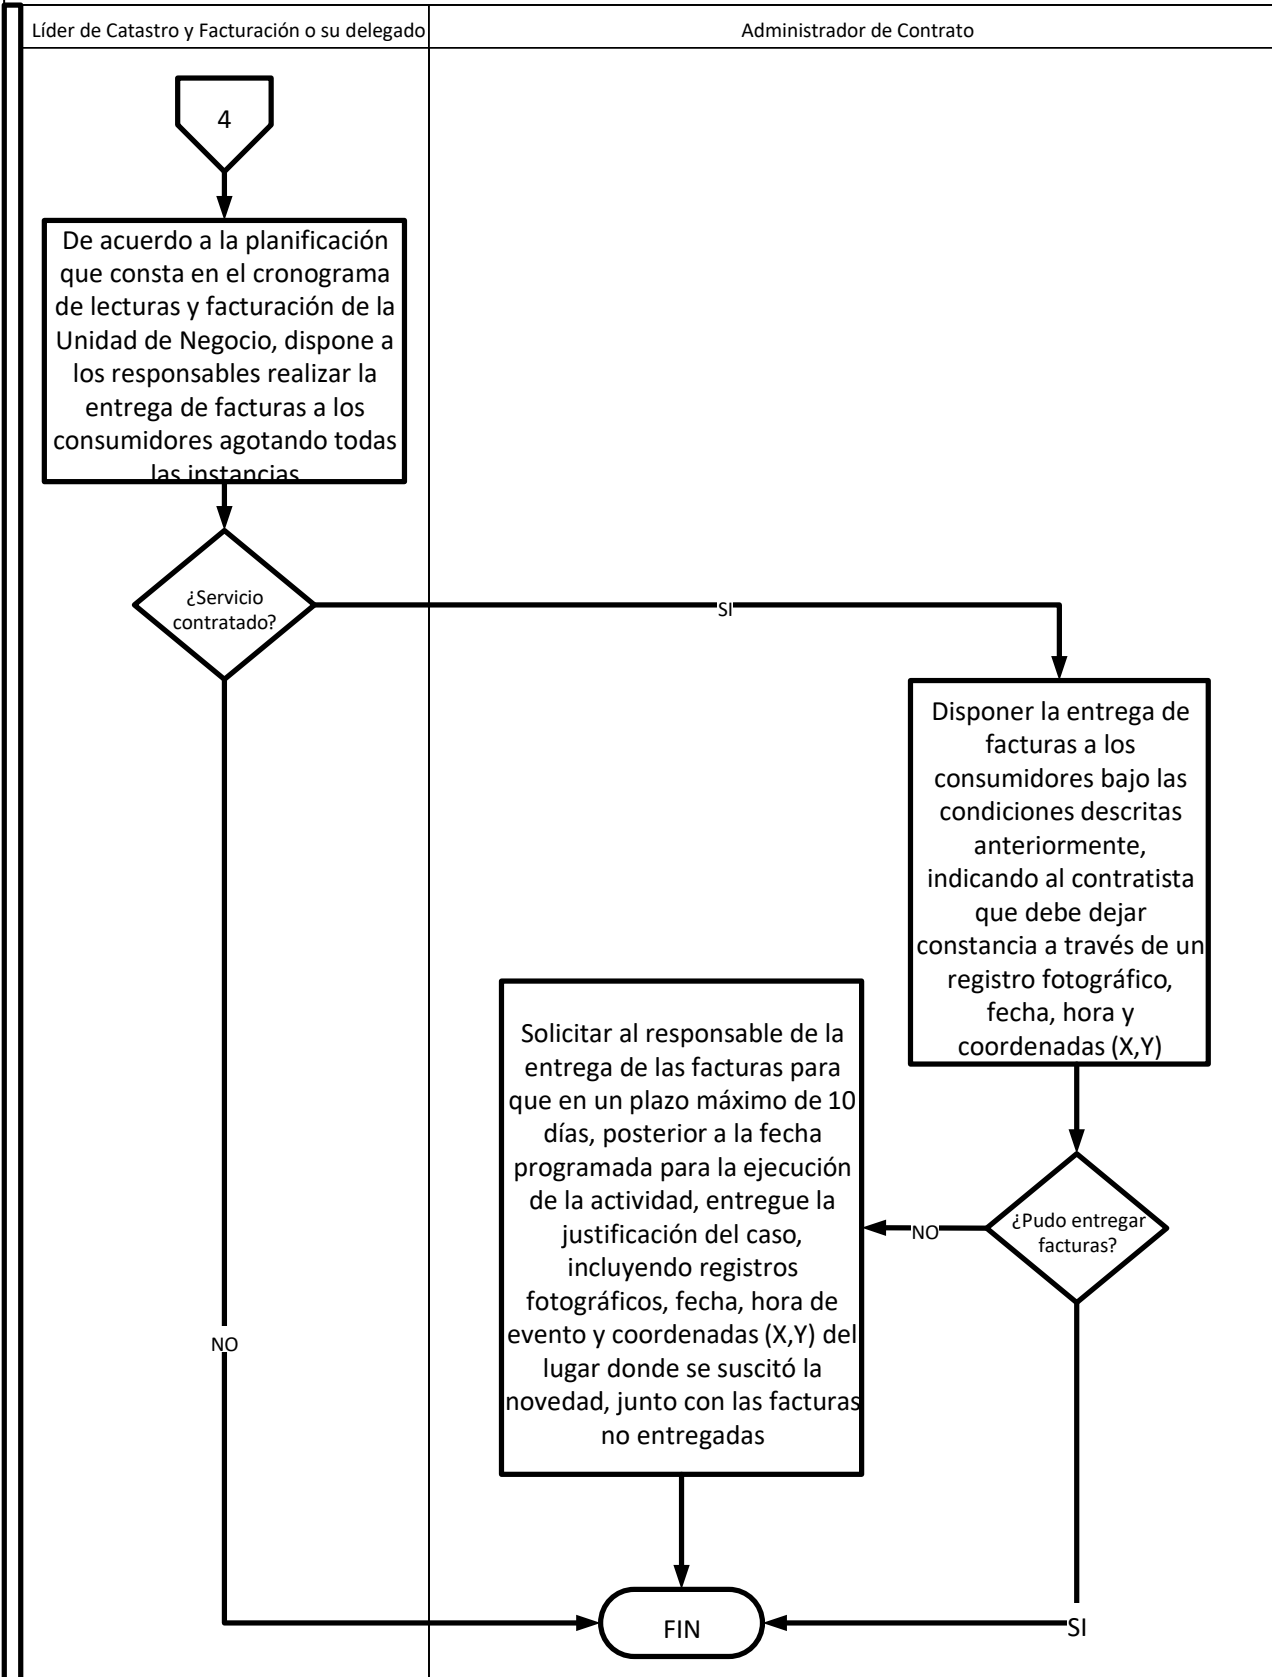 Líder de Catastro y Facturación o su delegado
Administrador de Contrato
4
De acuerdo a la planificación
que consta en el cronograma
de lecturas y facturación de la
Unidad de Negocio, dispone a
los responsables realizar la
entrega de facturas a los
consumidores agotando todas
las instancias
¿Servicio
contratado?
SI
Disponer la entrega de
facturas a los
consumidores bajo las
condiciones descritas
anteriormente,
indicando al contratista
que debe dejar
constancia a través de un
registro fotográfico,
fecha, hora y
coordenadas (X,Y)
¿Pudo entregar
facturas?
NO
Solicitar al responsable de la
entrega de las facturas para
que en un plazo máximo de 10
días, posterior a la fecha
programada para la ejecución
de la actividad, entregue la
justificación del caso,
incluyendo registros
fotográficos, fecha, hora de
evento y coordenadas (X,Y) del
lugar donde se suscitó la
novedad, junto con las facturas
no entregadas
NO
FIN
SI